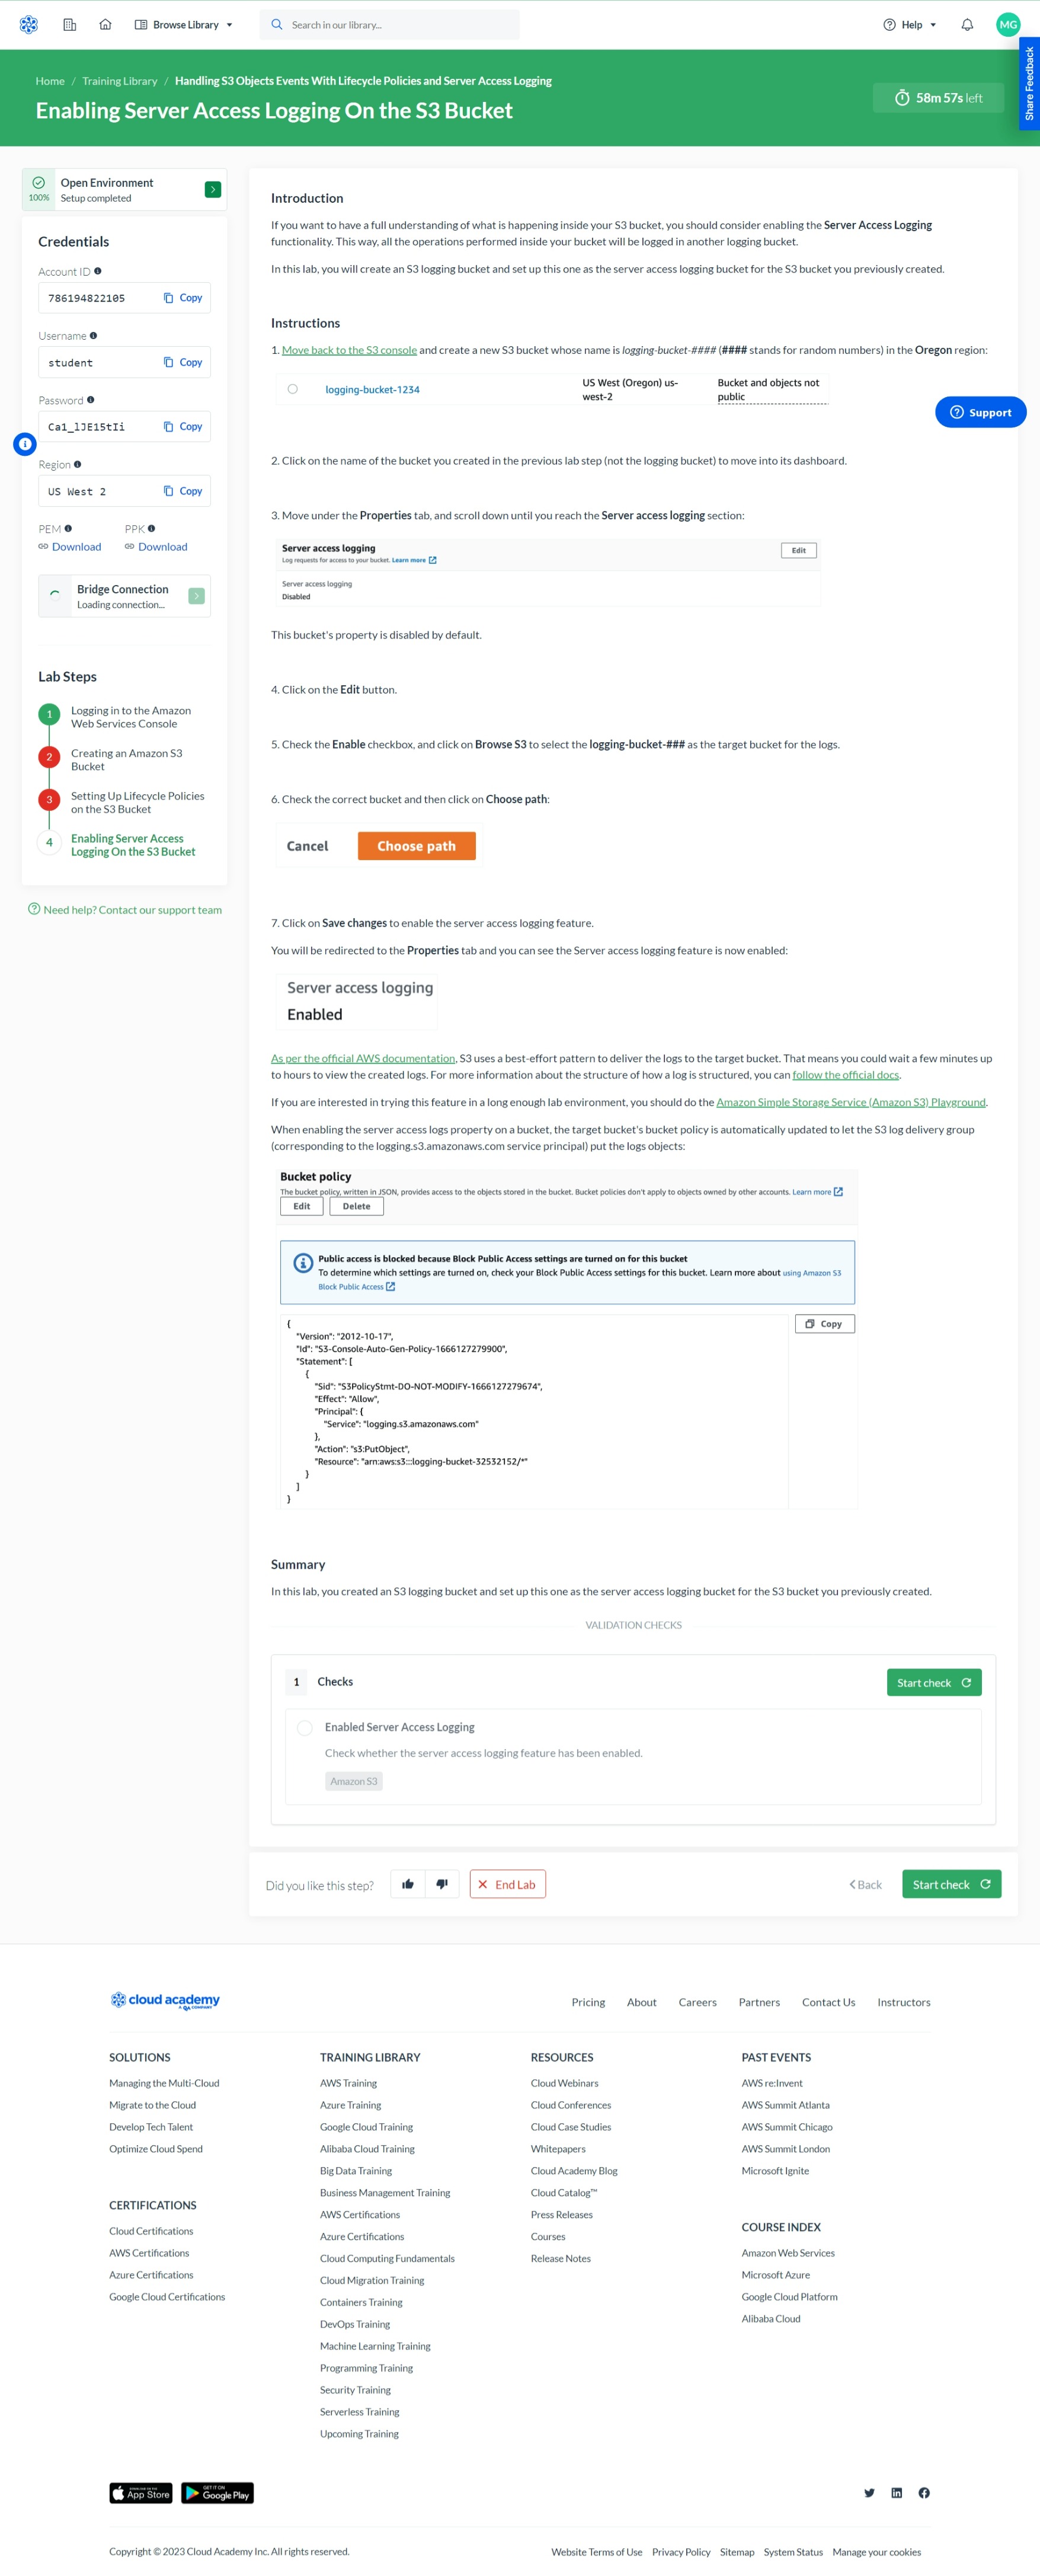 Browse Library
Search in our library...
Help
MG
Share Feedback
Home / Training Library / Handling S3 Objects Events With Lifecycle Policies and Server Access Logging
Enabling Server Access Logging On the S3 Bucket
58m 57s left
100%
Open Environment
Setup completed
Credentials
Account ID
786194822105
Copy
Username
student
Copy
Password
Copy
Region
US West 2
Copy
PEM
Download
PPK
Download
Bridge Connection
Loading connection...
Lab Steps
1
Logging in to the Amazon
Web Services Console
2
Creating an Amazon S3
Bucket
3
Setting Up Lifecycle Policies
on the S3 Bucket
4
Enabling Server Access
Logging On the S3 Bucket
Need help? Contact our support team
Introduction
If you want to have a full understanding of what is happening inside your S3 bucket, you should consider enabling the Server Access Logging
functionality. This way, all the operations performed inside your bucket will be logged in another logging bucket.
In this lab, you will create an S3 logging bucket and set up this one as the server access logging bucket for the S3 bucket you previously created.
Instructions
1. Move back to the S3 console and create a new S3 bucket whose name is logging-bucket-#### (#### stands for random numbers) in the Oregon region:
logging-bucket-1234
US West (Oregon) us-
west-2
Bucket and objects not
public
Support
2. Click on the name of the bucket you created in the previous lab step (not the logging bucket) to move into its dashboard.
3. Move under the Properties tab, and scroll down until you reach the Server access logging section:
Server access logging
Log requests for access to your bucket. Learn more
Edit
Server access logging
Disabled
This bucket's property is disabled by default.
4. Click on the Edit button.
5. Check the Enable checkbox, and click on Browse S3 to select the logging-bucket-### as the target bucket for the logs.
6. Check the correct bucket and then click on Choose path:
Cancel
Choose path
7. Click on Save changes to enable the server access logging feature.
You will be redirected to the Properties tab and you can see the Server access logging feature is now enabled:
Server access logging
Enabled
As per the official AWS documentation, S3 uses a best-effort pattern to deliver the logs to the target bucket. That means you could wait a few minutes up
to hours to view the created logs. For more information about the structure of how a log is structured, you can follow the official docs.
If you are interested in trying this feature in a long enough lab environment, you should do the Amazon Simple Storage Service (Amazon S3) Playground.
When enabling the server access logs property on a bucket, the target bucket's bucket policy is automatically updated to let the S3 log delivery group
(corresponding to the logging.s3.amazonaws.com service principal) put the logs objects:
Bucket policy
The bucket policy, written in JSON, provides access to the objects stored in the bucket. Bucket policies don't apply to objects owned by other accounts. Learn more
Edit
Delete
Public access is blocked because Block Public Access settings are turned on for this bucket
To determine which settings are turned on, check your Block Public Access settings for this bucket. Learn more about using Amazon S3
Block Public Access
Copy
{
"Version": "2012-10-17",
"Id": "S3-Console-Auto-Gen-Policy-1666127279900",
"Statement": [
{
"Sid": "S3PolicyStmt-DO-NOT-MODIFY-1666127279674",
"Effect": "Allow",
"Principal": {
"Service": "logging.s3.amazonaws.com"
},
"Action": "s3:PutObject",
"Resource": "arn:aws:s3:::logging-bucket-32532152/*"
}
]
}
Summary
In this lab, you created an S3 logging bucket and set up this one as the server access logging bucket for the S3 bucket you previously created.
VALIDATION CHECKS
1
Checks
Start check
Enabled Server Access Logging
Check whether the server access logging feature has been enabled.
Amazon S3
Did you like this step?
End Lab
Back
Start check
cloud academy
A QA COMPANY
Pricing
About
Careers
Partners
Contact Us
Instructors
SOLUTIONS
Managing the Multi-Cloud
Migrate to the Cloud
Develop Tech Talent
Optimize Cloud Spend
CERTIFICATIONS
Cloud Certifications
AWS Certifications
Azure Certifications
Google Cloud Certifications
TRAINING LIBRARY
AWS Training
Azure Training
Google Cloud Training
Alibaba Cloud Training
Big Data Training
Business Management Training
AWS Certifications
Azure Certifications
Cloud Computing Fundamentals
Cloud Migration Training
Containers Training
DevOps Training
Machine Learning Training
Programming Training
Security Training
Serverless Training
Upcoming Training
RESOURCES
Cloud Webinars
Cloud Conferences
Cloud Case Studies
Whitepapers
Cloud Academy Blog
Cloud Catalog™
Press Releases
Courses
Release Notes
PAST EVENTS
AWS re:Invent
AWS Summit Atlanta
AWS Summit Chicago
AWS Summit London
Microsoft Ignite
COURSE INDEX
Amazon Web Services
Microsoft Azure
Google Cloud Platform
Alibaba Cloud
App Store
GET IT ON
Google Play
Copyright © 2023 Cloud Academy Inc. All rights reserved.
Website Terms of Use
Privacy Policy
Sitemap
System Status
Manage your cookies